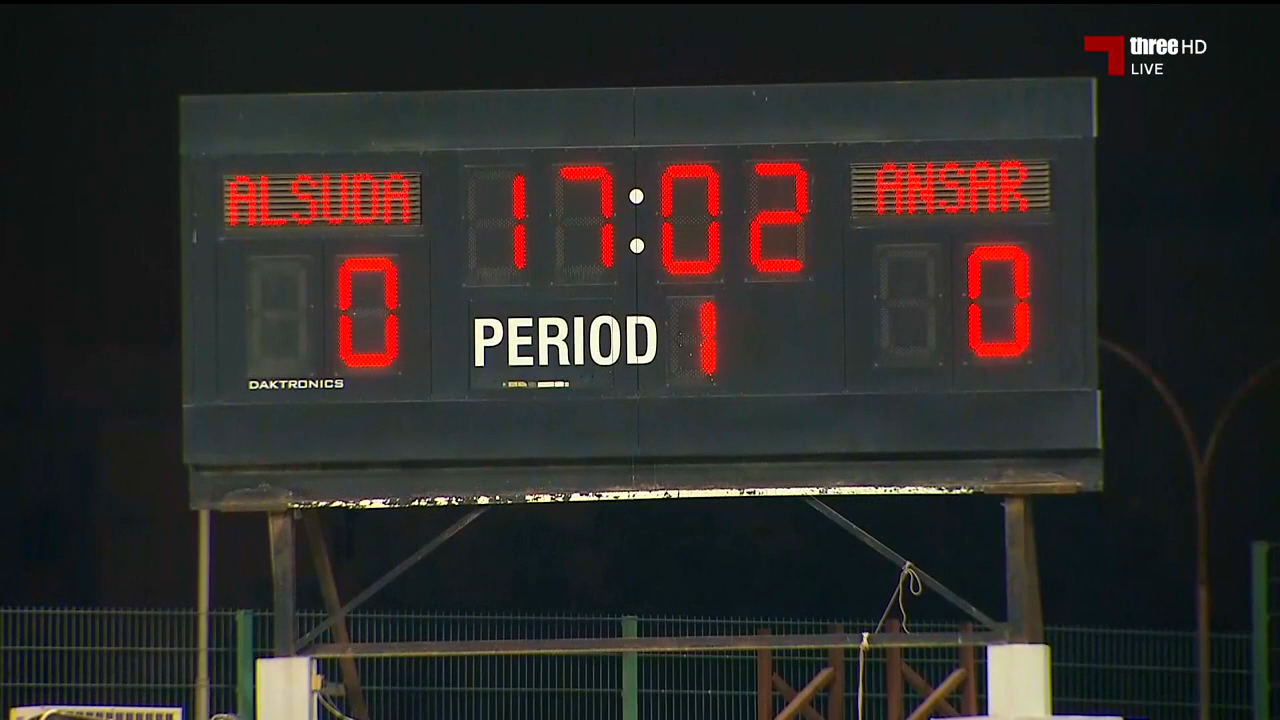 three HD
LIVE
ALSUDA 17:02 ANSAR
0 PERIOD 1 0
DAKTRONICS